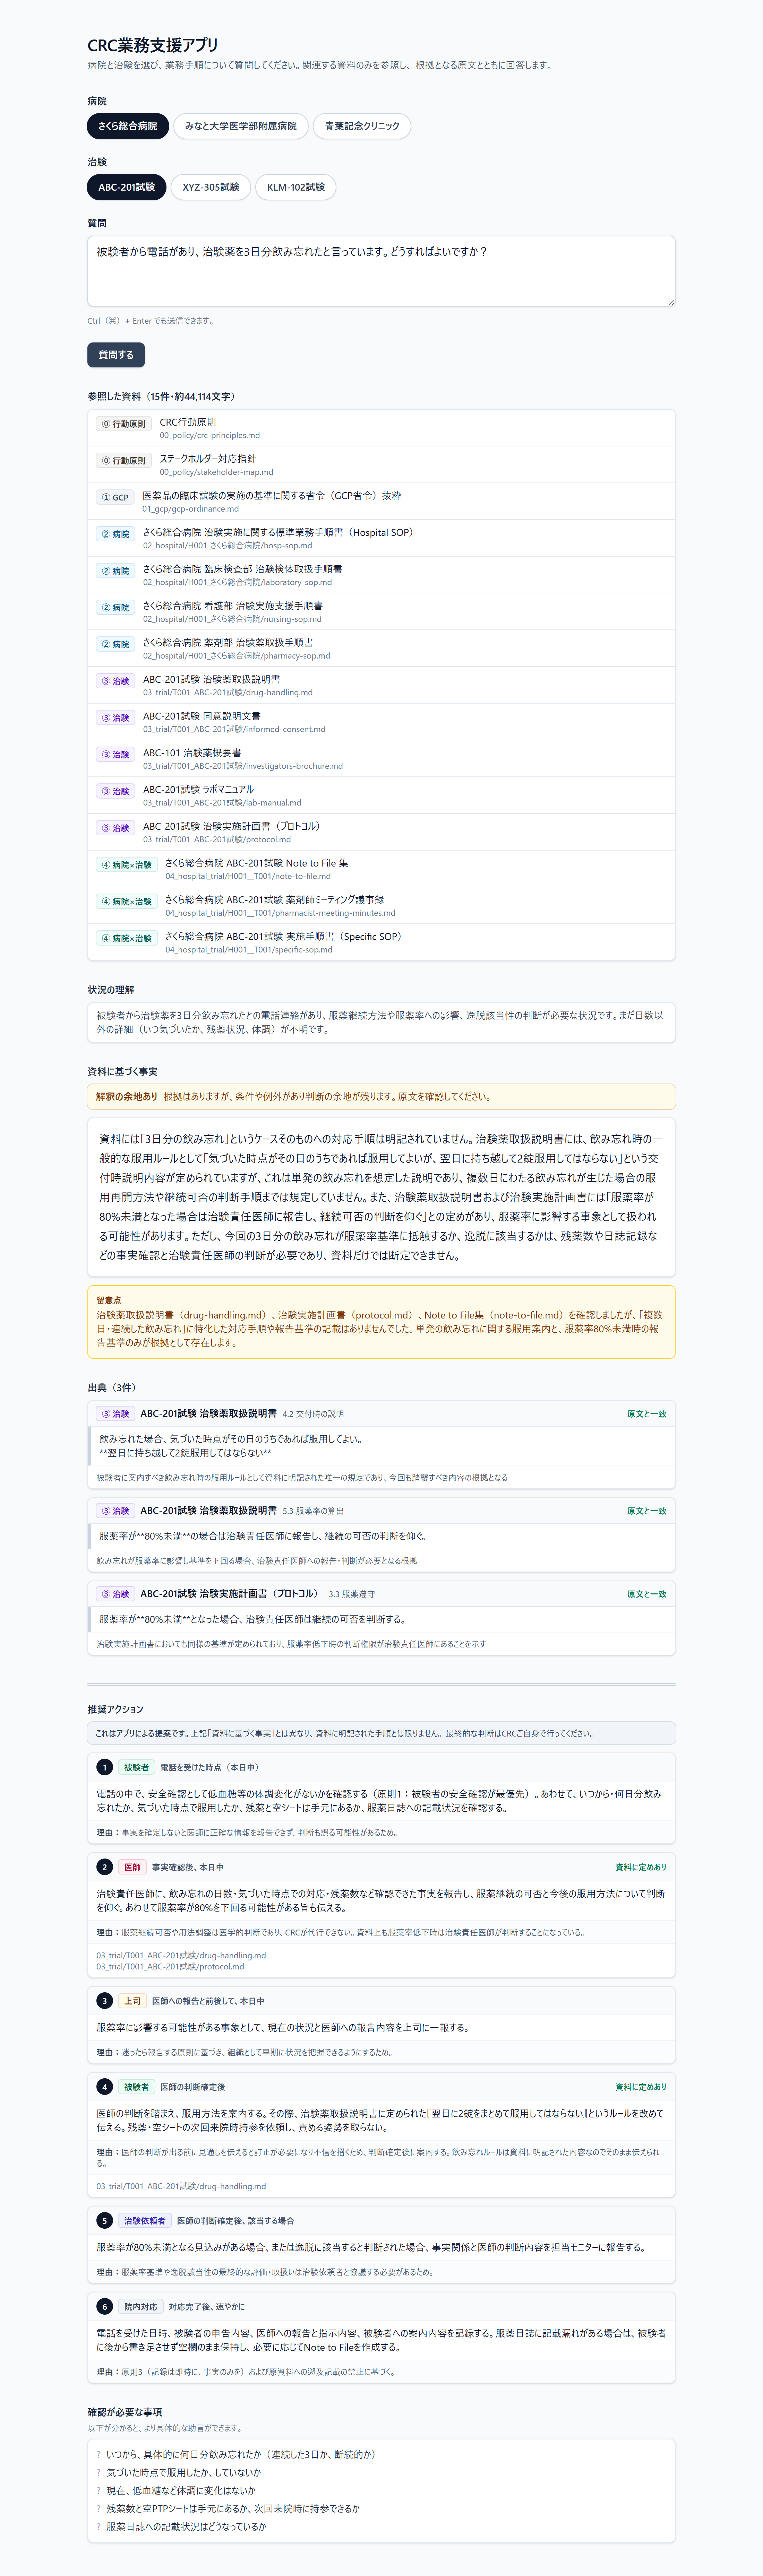 CRC業務支援アプリ
病院と治験を選び、業務手順について質問してください。関連する資料のみを参照し、根拠となる原文とともに回答します。
病院
さくら総合病院 みなと大学医学部附属病院 青葉記念クリニック
治験
ABC-201試験 XYZ-305試験 KLM-102試験
質問
被験者から電話があり、治験薬を3日分飲み忘れたと言っています。どうすればよいですか？
Ctrl（⌘）+ Enter でも送信できます。
質問する
参照した資料（15件・約44,114文字）
⓪ 行動原則 CRC行動原則
00_policy/crc-principles.md
⓪ 行動原則 ステークホルダー対応指針
00_policy/stakeholder-map.md
① GCP 医薬品の臨床試験の実施の基準に関する省令（GCP省令）抜粋
01_gcp/gcp-ordinance.md
② 病院 さくら総合病院 治験実施に関する標準業務手順書（Hospital SOP）
02_hospital/H001_さくら総合病院/hosp-sop.md
② 病院 さくら総合病院 臨床検査部 治験検体取扱手順書
02_hospital/H001_さくら総合病院/laboratory-sop.md
② 病院 さくら総合病院 看護部 治験実施支援手順書
02_hospital/H001_さくら総合病院/nursing-sop.md
② 病院 さくら総合病院 薬剤部 治験薬取扱手順書
02_hospital/H001_さくら総合病院/pharmacy-sop.md
③ 治験 ABC-201試験 治験薬取扱説明書
03_trial/T001_ABC-201試験/drug-handling.md
③ 治験 ABC-201試験 同意説明文書
03_trial/T001_ABC-201試験/informed-consent.md
③ 治験 ABC-101 治験薬概要書
03_trial/T001_ABC-201試験/investigators-brochure.md
③ 治験 ABC-201試験 ラボマニュアル
03_trial/T001_ABC-201試験/lab-manual.md
③ 治験 ABC-201試験 治験実施計画書（プロトコル）
03_trial/T001_ABC-201試験/protocol.md
④ 病院×治験 さくら総合病院 ABC-201試験 Note to File 集
04_hospital_trial/H001__T001/note-to-file.md
④ 病院×治験 さくら総合病院 ABC-201試験 薬剤師ミーティング議事録
04_hospital_trial/H001__T001/pharmacist-meeting-minutes.md
④ 病院×治験 さくら総合病院 ABC-201試験 実施手順書（Specific SOP）
04_hospital_trial/H001__T001/specific-sop.md
状況の理解
被験者から治験薬を3日分飲み忘れたとの電話連絡があり、服薬継続方法や服薬率への影響、逸脱該当性の判断が必要な状況です。まだ日数以
外の詳細（いつ気づいたか、残薬状況、体調）が不明です。
資料に基づく事実
解釈の余地あり 根拠はありますが、条件や例外があり判断の余地が残ります。原文を確認してください。
資料には「3日分の飲み忘れ」というケースそのものへの対応手順は明記されていません。治験薬取扱説明書には、飲み忘れ時の一
般的な服用ルールとして「気づいた時点がその日のうちであれば服用してよいが、翌日に持ち越して2錠服用してはならない」という交
付時説明内容が定められていますが、これは単発の飲み忘れを想定した説明であり、複数日にわたる飲み忘れが生じた場合の服
用再開方法や継続可否の判断手順までは規定していません。また、治験薬取扱説明書および治験実施計画書には「服薬率が
80%未満となった場合は治験責任医師に報告し、継続可否の判断を仰ぐ」との定めがあり、服薬率に影響する事象として扱われ
る可能性があります。ただし、今回の3日分の飲み忘れが服薬率基準に抵触するか、逸脱に該当するかは、残薬数や日誌記録な
どの事実確認と治験責任医師の判断が必要であり、資料だけでは断定できません。
留意点
治験薬取扱説明書（drug-handling.md）、治験実施計画書（protocol.md）、Note to File集（note-to-file.md）を確認しましたが、「複数
日・連続した飲み忘れ」に特化した対応手順や報告基準の記載はありませんでした。単発の飲み忘れに関する服用案内と、服薬率80%未満時の報
告基準のみが根拠として存在します。
出典（3件）
③ 治験 ABC-201試験 治験薬取扱説明書 4.2 交付時の説明 原文と一致
飲み忘れた場合、気づいた時点がその日のうちであれば服用してよい。
**翌日に持ち越して2錠服用してはならない**
被験者に案内すべき飲み忘れ時の服用ルールとして資料に明記された唯一の規定であり、今回も踏襲すべき内容の根拠となる
③ 治験 ABC-201試験 治験薬取扱説明書 5.3 服薬率の算出 原文と一致
服薬率が**80%未満**の場合は治験責任医師に報告し、継続の可否の判断を仰ぐ。
飲み忘れが服薬率に影響し基準を下回る場合、治験責任医師への報告・判断が必要となる根拠
③ 治験 ABC-201試験 治験実施計画書（プロトコル） 3.3 服薬遵守 原文と一致
服薬率が**80%未満**となった場合、治験責任医師は継続の可否を判断する。
治験実施計画書においても同様の基準が定められており、服薬率低下時の判断権限が治験責任医師にあることを示す
推奨アクション
これはアプリによる提案です。上記「資料に基づく事実」とは異なり、資料に明記された手順とは限りません。最終的な判断はCRCご自身で行ってください。
1 被験者 電話を受けた時点（本日中）
電話の中で、安全確認として低血糖等の体調変化がないかを確認する（原則1：被験者の安全確認が最優先）。あわせて、いつから・何日分飲み
忘れたか、気づいた時点で服用したか、残薬と空シートは手元にあるか、服薬日誌への記載状況を確認する。
理由：事実を確定しないと医師に正確な情報を報告できず、判断も誤る可能性があるため。
2 医師 事実確認後、本日中 資料に定めあり
治験責任医師に、飲み忘れの日数・気づいた時点での対応・残薬数など確認できた事実を報告し、服薬継続の可否と今後の服用方法について判断
を仰ぐ。あわせて服薬率が80%を下回る可能性がある旨も伝える。
理由：服薬継続可否や用法調整は医学的判断であり、CRCが代行できない。資料上も服薬率低下時は治験責任医師が判断することになっている。
03_trial/T001_ABC-201試験/drug-handling.md
03_trial/T001_ABC-201試験/protocol.md
3 上司 医師への報告と前後して、本日中
服薬率に影響する可能性がある事象として、現在の状況と医師への報告内容を上司に一報する。
理由：迷ったら報告する原則に基づき、組織として早期に状況を把握できるようにするため。
4 被験者 医師の判断確定後 資料に定めあり
医師の判断を踏まえ、服用方法を案内する。その際、治験薬取扱説明書に定められた『翌日に2錠をまとめて服用してはならない』というルールを改めて
伝える。残薬・空シートの次回来院時持参を依頼し、責める姿勢を取らない。
理由：医師の判断が出る前に見通しを伝えると訂正が必要になり不信を招くため、判断確定後に案内する。飲み忘れルールは資料に明記された内容なのでそのまま伝えられ
る。
03_trial/T001_ABC-201試験/drug-handling.md
5 治験依頼者 医師の判断確定後、該当する場合
服薬率が80%未満となる見込みがある場合、または逸脱に該当すると判断された場合、事実関係と医師の判断内容を担当モニターに報告する。
理由：服薬率基準や逸脱該当性の最終的な評価・取扱いは治験依頼者と協議する必要があるため。
6 院内対応 対応完了後、速やかに
電話を受けた日時、被験者の申告内容、医師への報告と指示内容、被験者への案内内容を記録する。服薬日誌に記載漏れがある場合は、被験者
に後から書き足させず空欄のまま保持し、必要に応じてNote to Fileを作成する。
理由：原則3（記録は即時に、事実のみを）および原資料への遡及記載の禁止に基づく。
確認が必要な事項
以下が分かると、より具体的な助言ができます。
? いつから、具体的に何日分飲み忘れたか（連続した3日か、断続的か）
? 気づいた時点で服用したか、していないか
? 現在、低血糖など体調に変化はないか
? 残薬数と空PTPシートは手元にあるか、次回来院時に持参できるか
? 服薬日誌への記載状況はどうなっているか